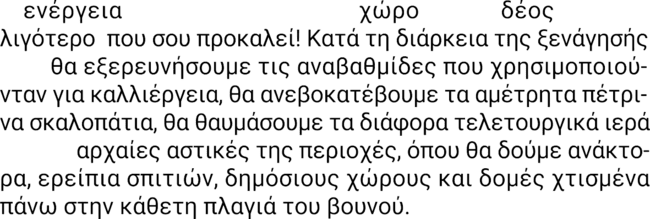 ενέργεια χώρο δέος
λιγότερο που σου προκαλεί! Κατά τη διάρκεια της ξενάγησής
θα εξερευνήσουμε τις αναβαθμίδες που χρησιμοποιού-
νταν για καλλιέργεια, θα ανεβοκατέβουμε τα αμέτρητα πέτρι-
να σκαλοπάτια, θα θαυμάσουμε τα διάφορα τελετουργικά ιερά
αρχαίες αστικές της περιοχές, όπου θα δούμε ανάκτο-
ρα, ερείπια σπιτιών, δημόσιους χώρους και δομές χτισμένα
πάνω στην κάθετη πλαγιά του βουνού.